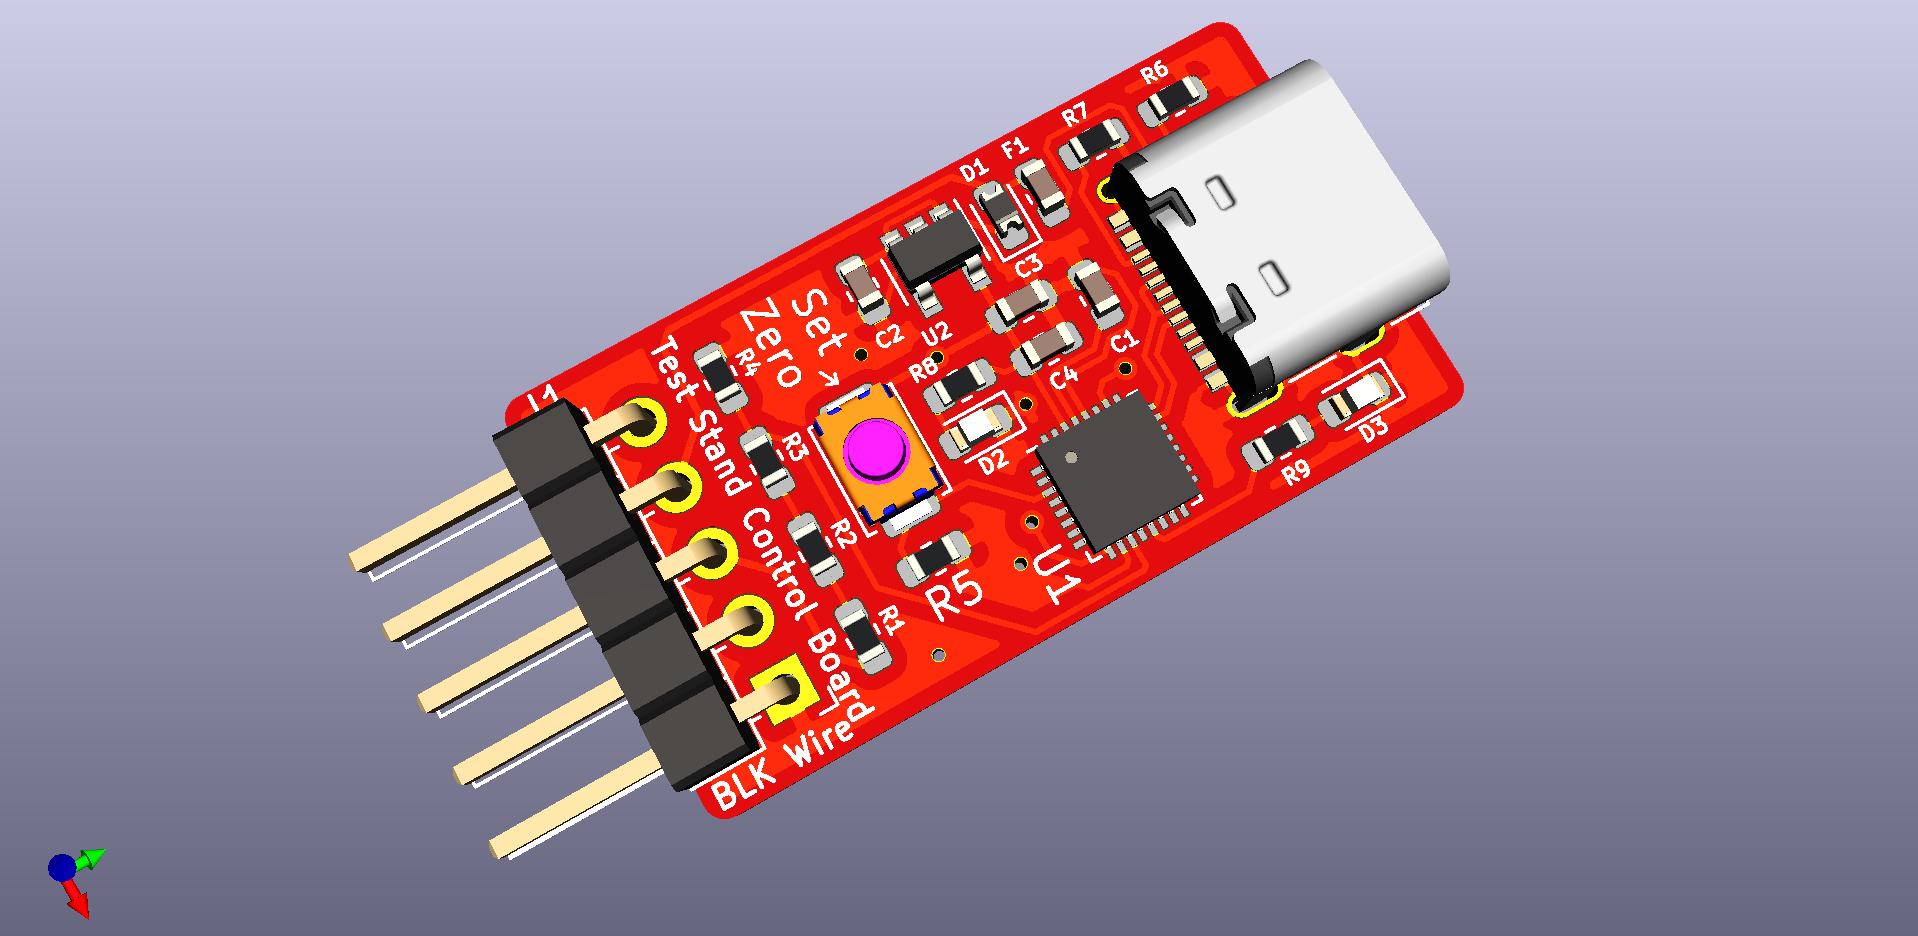 R6
R7
F1
D1
C3
C2
U2
C1
C4
R8
Set
Zero
→
R4
R3
R2
R1
J1
Test Stand Control Board
D2
D3
R9
R5
U1
BLK Wired